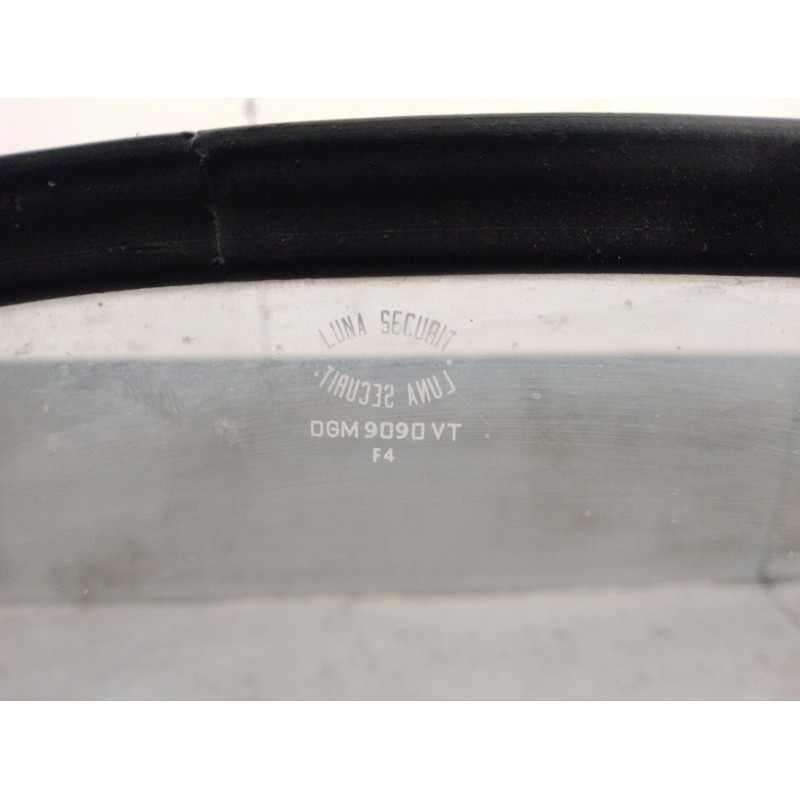 LUNA SECURIT
LUNA SECURIT.
DGM 9090 VT
F4